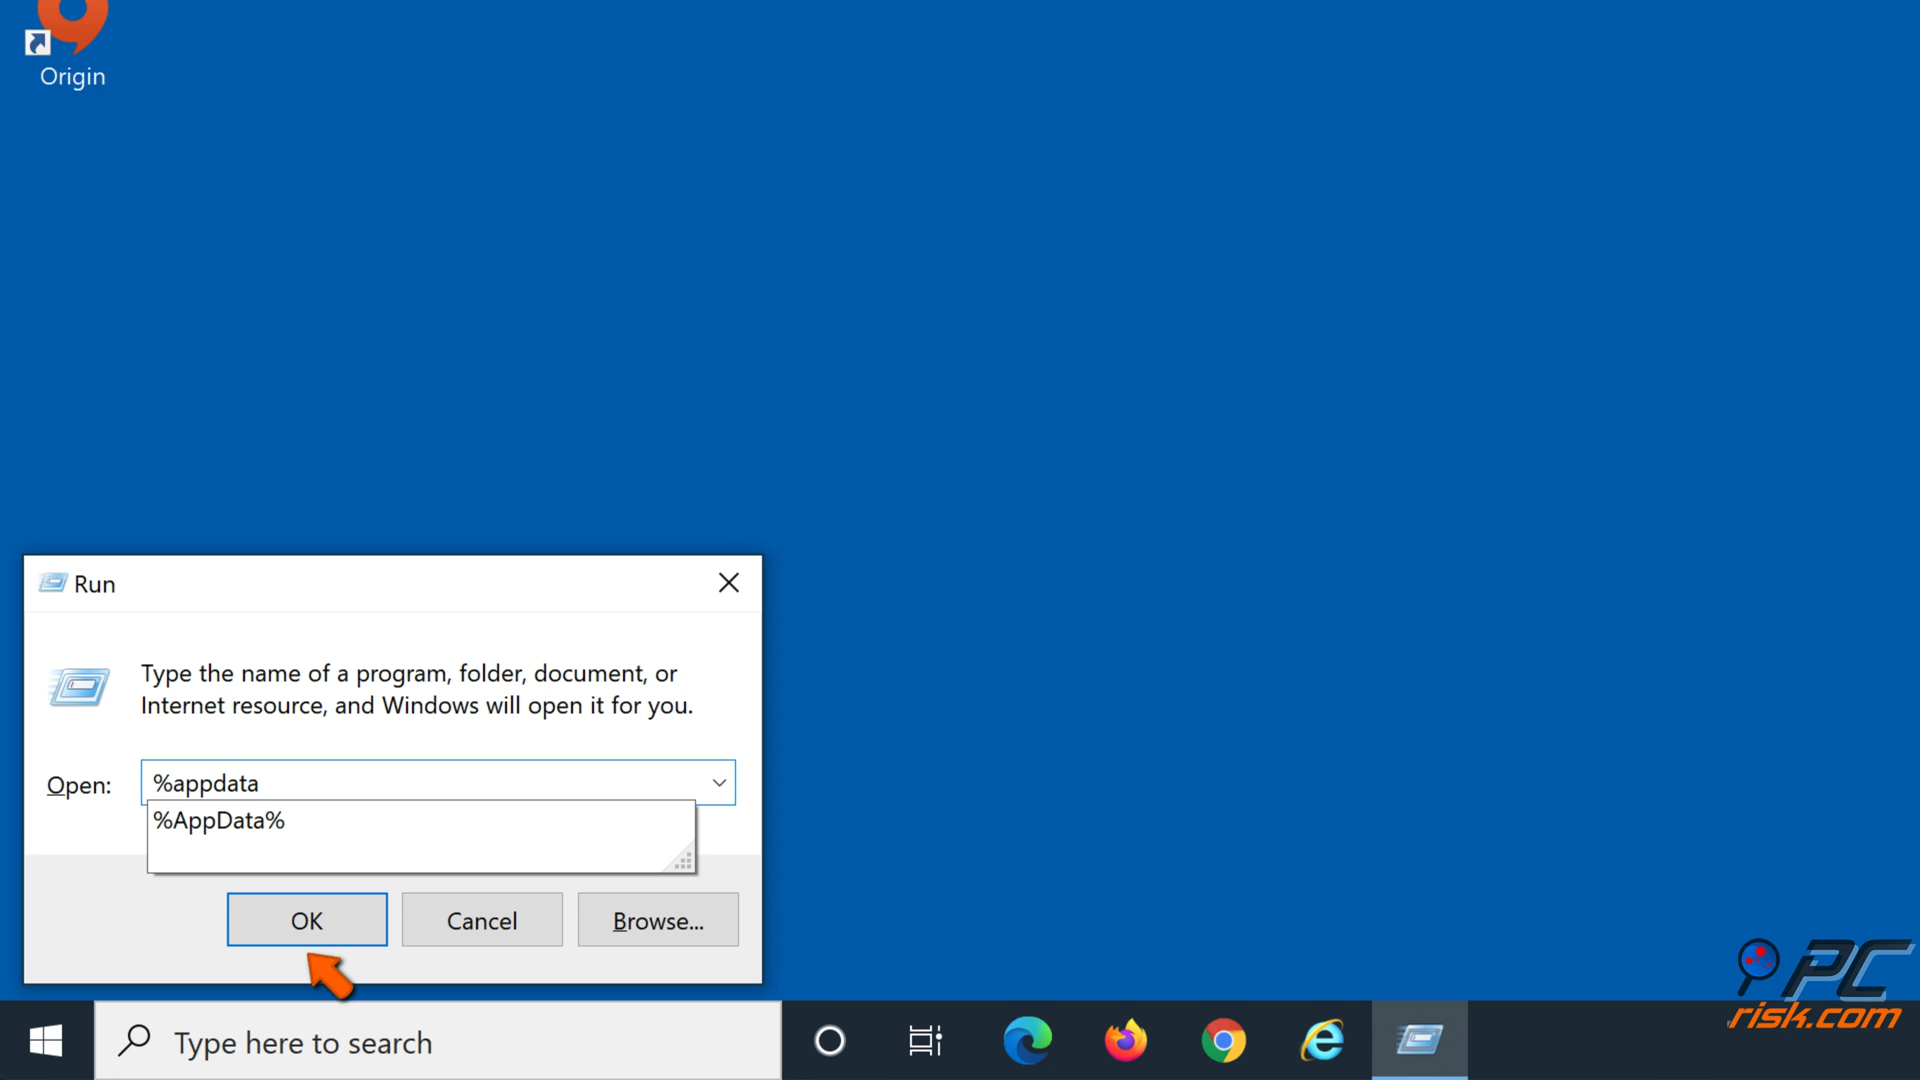 Origin
Run
Type the name of a program, folder, document, or
Internet resource, and Windows will open it for you.
Open:
%appdata
%AppData%
OK
Cancel
Browse...
Type here to search
PC
risk.com